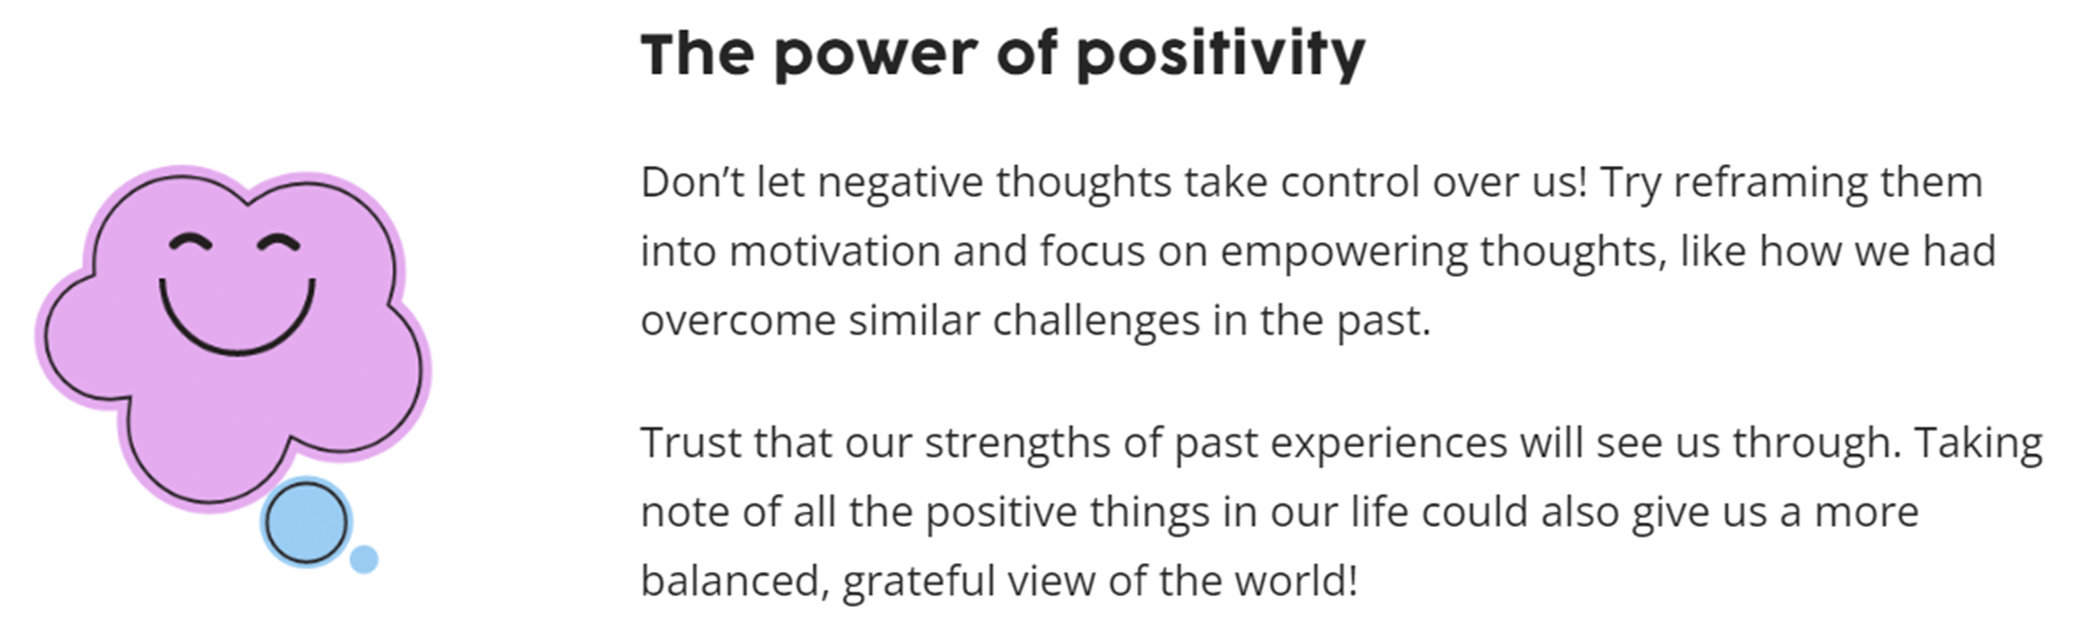 The power of positivity
Don’t let negative thoughts take control over us! Try reframing them
into motivation and focus on empowering thoughts, like how we had
overcome similar challenges in the past.
Trust that our strengths of past experiences will see us through. Taking
note of all the positive things in our life could also give us a more
balanced, grateful view of the world!